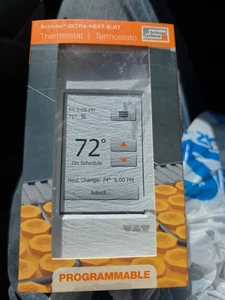 Schluter®-DITRA-HEAT-E-RT
Thermostat | Termostato
72°
On Schedule
Next Change: 74° 6:00 PM
Adjust
PROGRAMMABLE